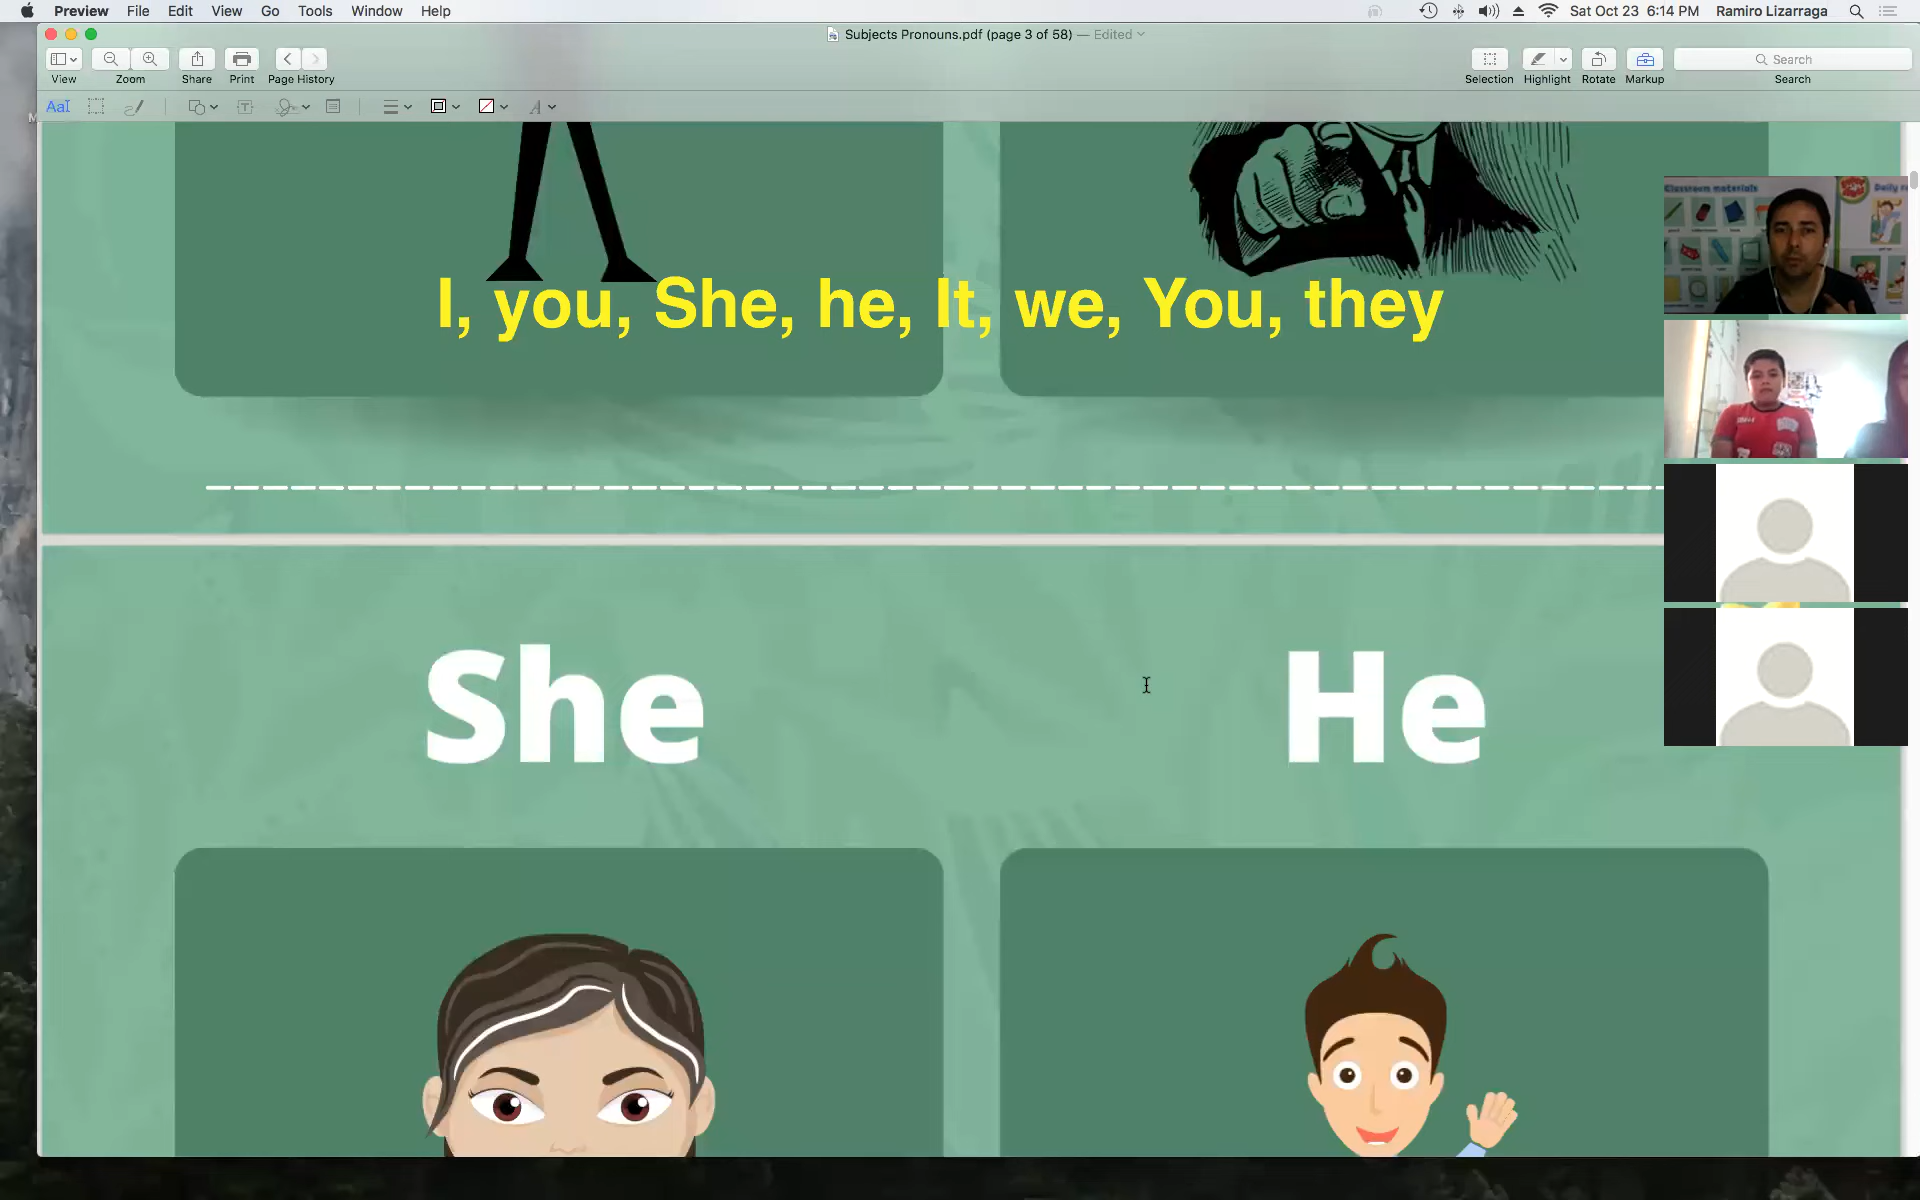 Preview File Edit View Go Tools Window Help
Sat Oct 23 6:14 PM Ramiro Lizarraga
Subjects Pronouns.pdf (page 3 of 58) — Edited
View Zoom Share Print Page History
Search
Selection Highlight Rotate Markup Search
AaI
A
Classroom materials
I, you, She, he, It, we, You, they
She He